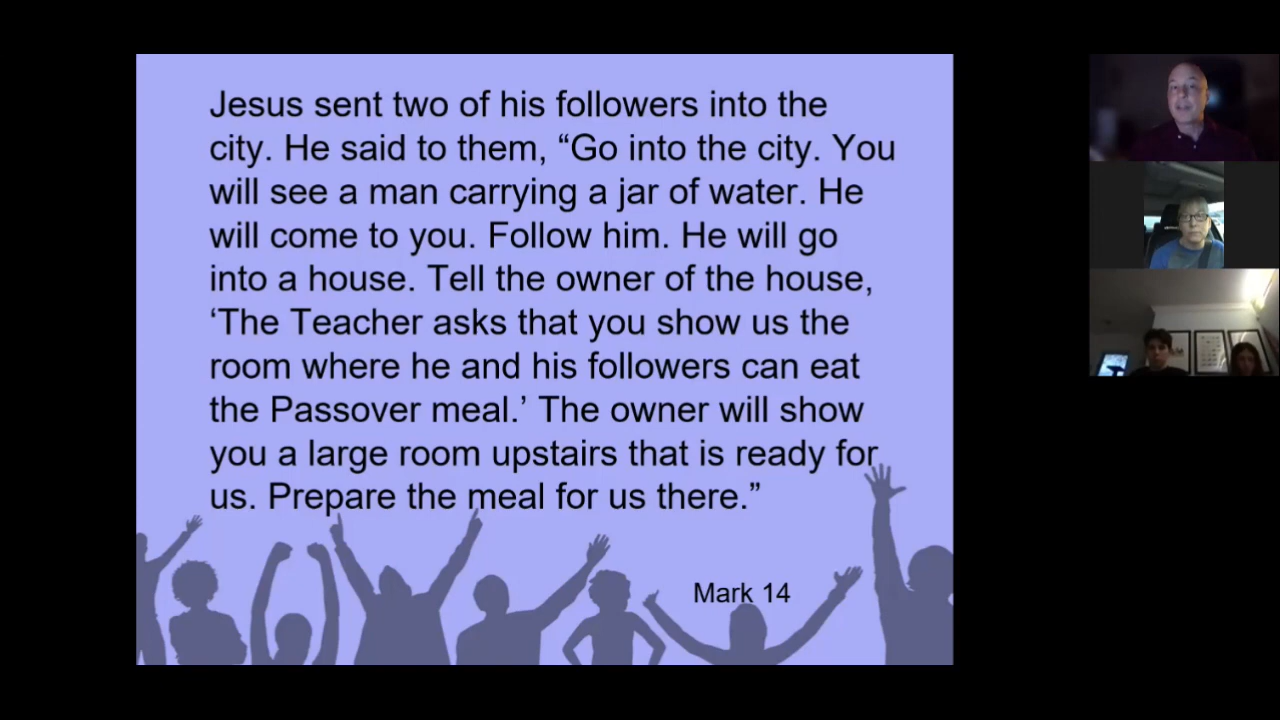 Jesus sent two of his followers into the
city. He said to them, “Go into the city. You
will see a man carrying a jar of water. He
will come to you. Follow him. He will go
into a house. Tell the owner of the house,
‘The Teacher asks that you show us the
room where he and his followers can eat
the Passover meal.’ The owner will show
you a large room upstairs that is ready for
us. Prepare the meal for us there.”
Mark 14